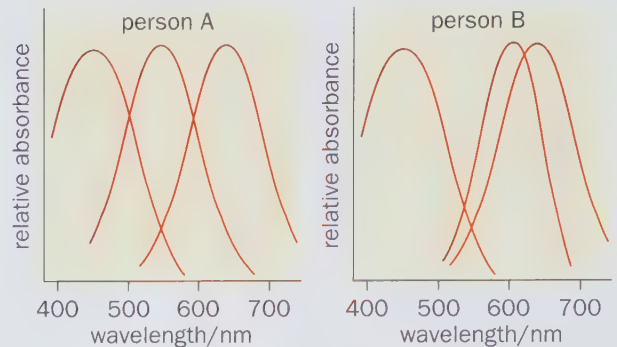 person A
relative absorbance
400 500 600 700
wavelength/nm
person B
relative absorbance
400 500 600 700
wavelength/nm